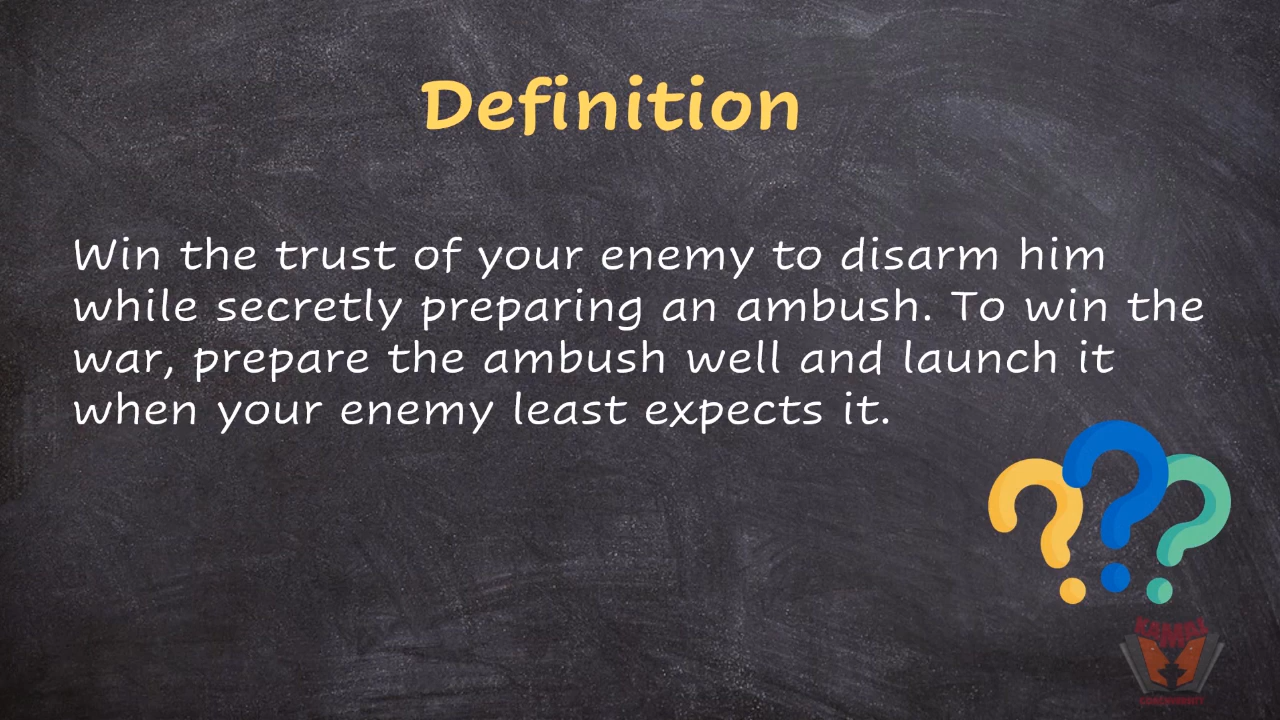 Definition
Win the trust of your enemy to disarm him
while secretly preparing an ambush. To win the
war, prepare the ambush well and launch it
when your enemy least expects it.